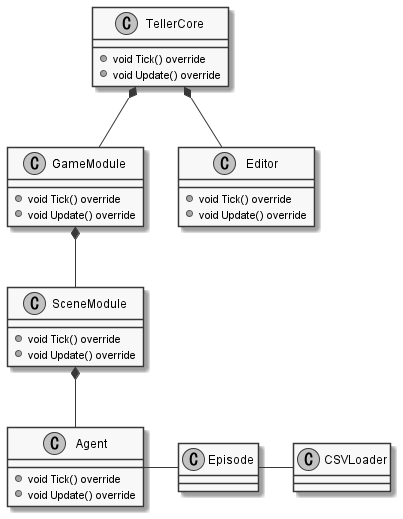 C TellerCore
void Tick() override
void Update() override
C GameModule
void Tick() override
void Update() override
C Editor
void Tick() override
void Update() override
C SceneModule
void Tick() override
void Update() override
C Agent
void Tick() override
void Update() override
C Episode
C CSVLoader